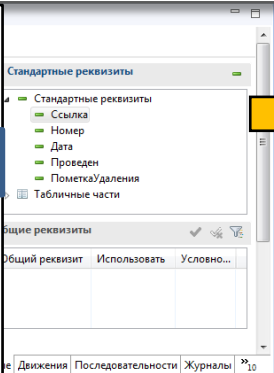 Стандартные реквизиты
Стандартные реквизиты
Ссылка
Номер
Дата
Проведен
ПометкаУдаления
Табличные части
бщие реквизиты
Общий реквизит Использовать Условно...
ие Движения Последовательности Журналы »10